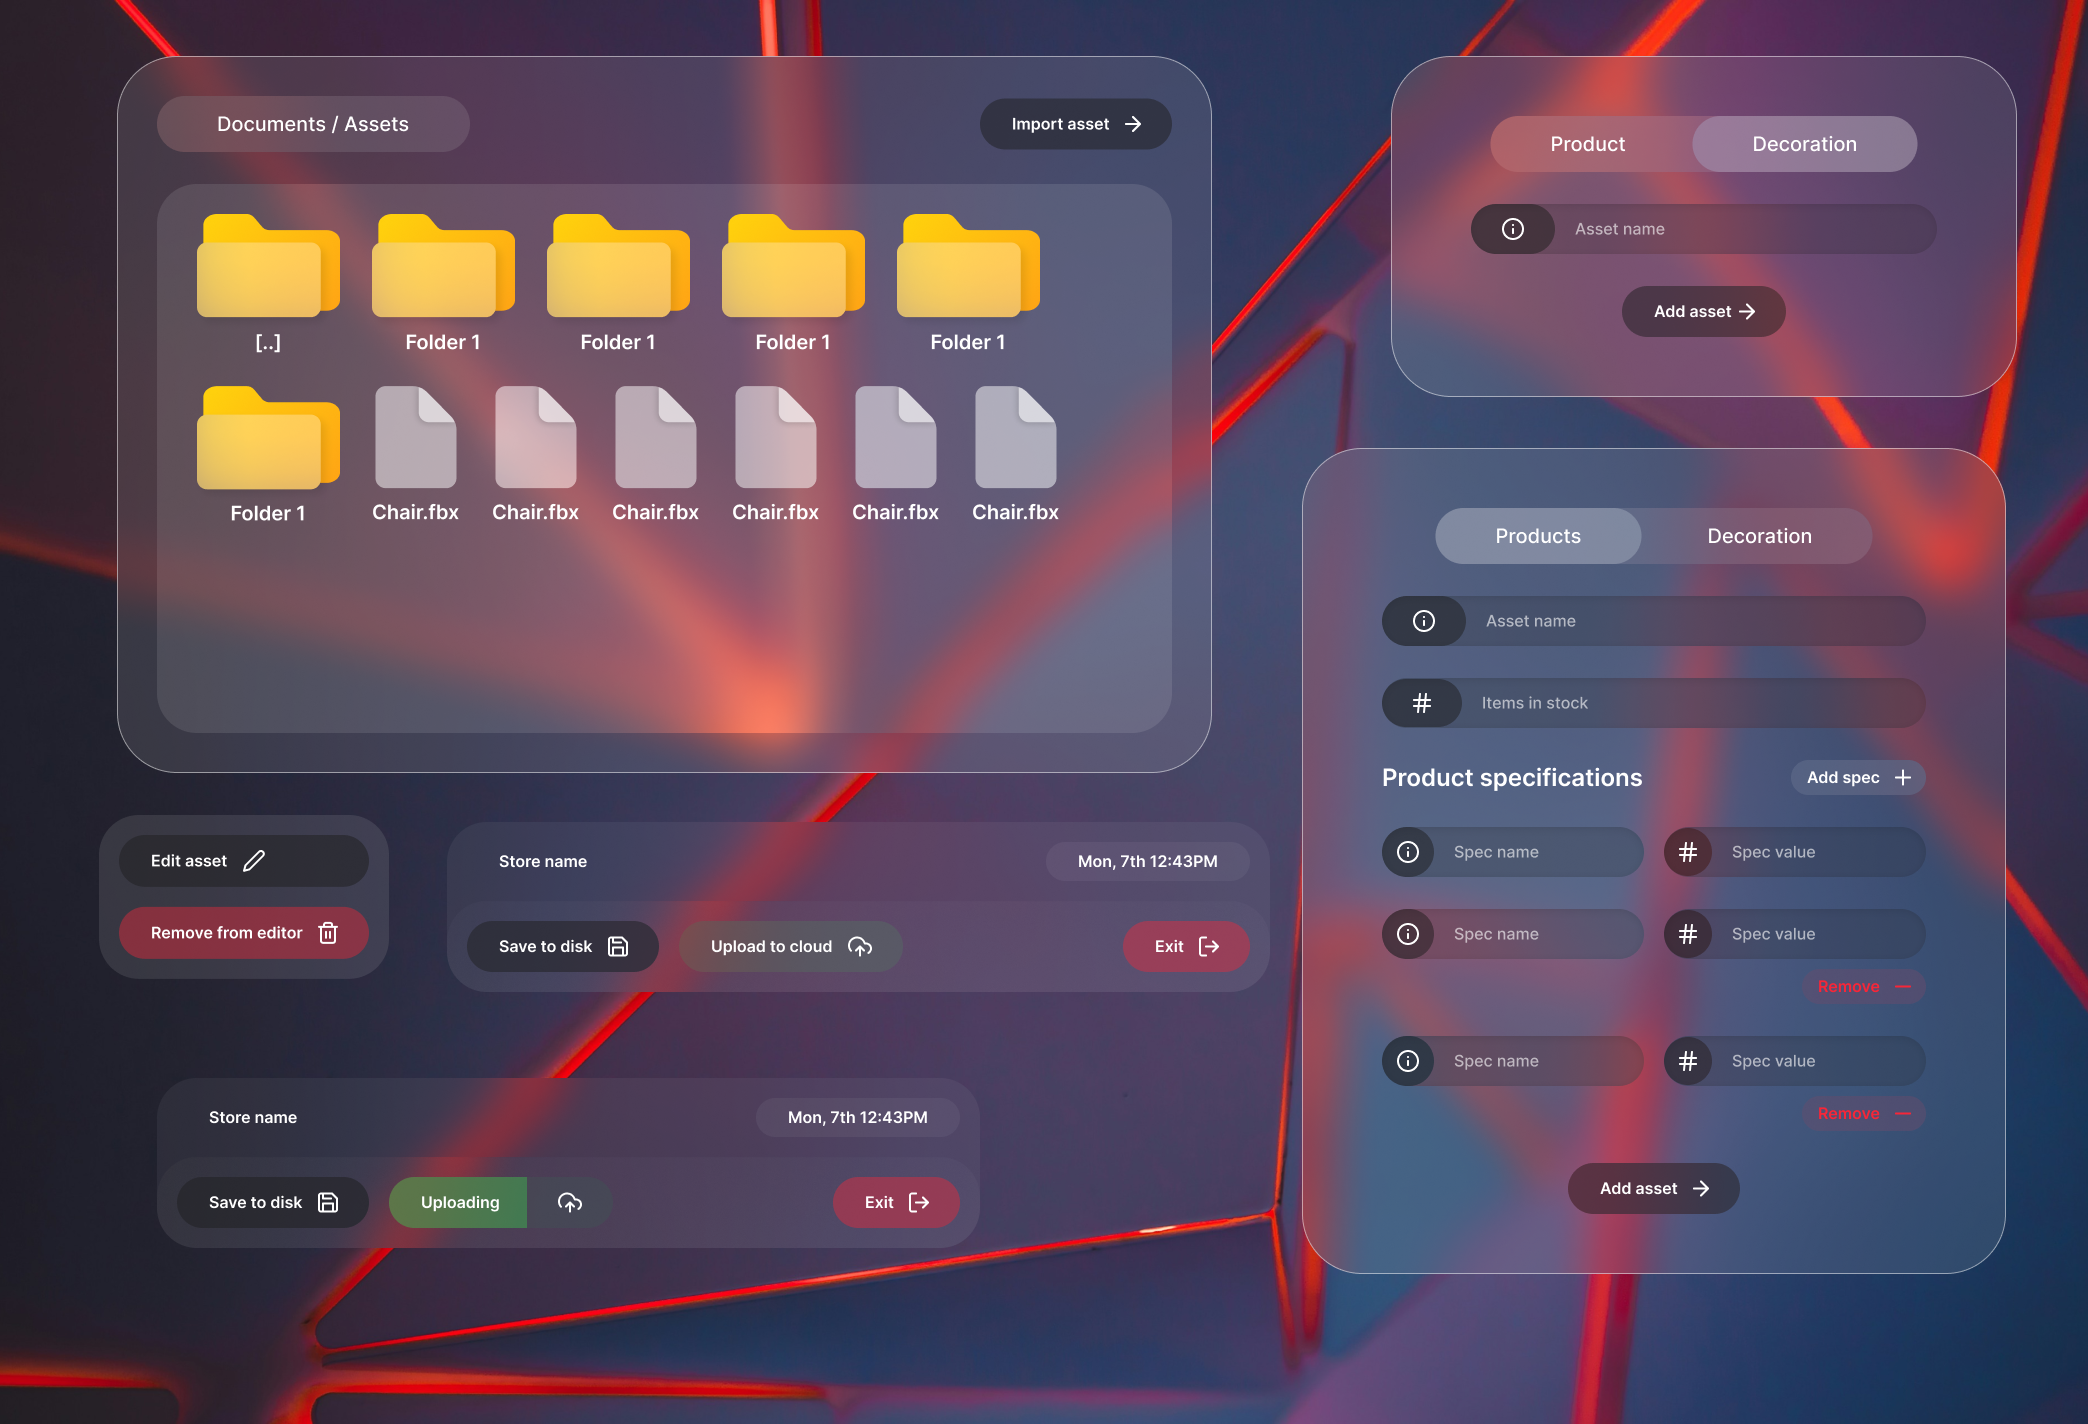 Documents / Assets
Import asset
[..]
Folder 1
Folder 1
Folder 1
Folder 1
Folder 1
Chair.fbx
Chair.fbx
Chair.fbx
Chair.fbx
Chair.fbx
Chair.fbx
Product
Decoration
Asset name
Add asset
Products
Decoration
Asset name
Items in stock
Product specifications
Add spec
Spec name
Spec value
Spec name
Spec value
Remove
Spec name
Spec value
Remove
Add asset
Edit asset
Remove from editor
Store name
Mon, 7th 12:43PM
Save to disk
Upload to cloud
Exit
Store name
Mon, 7th 12:43PM
Save to disk
Uploading
Exit